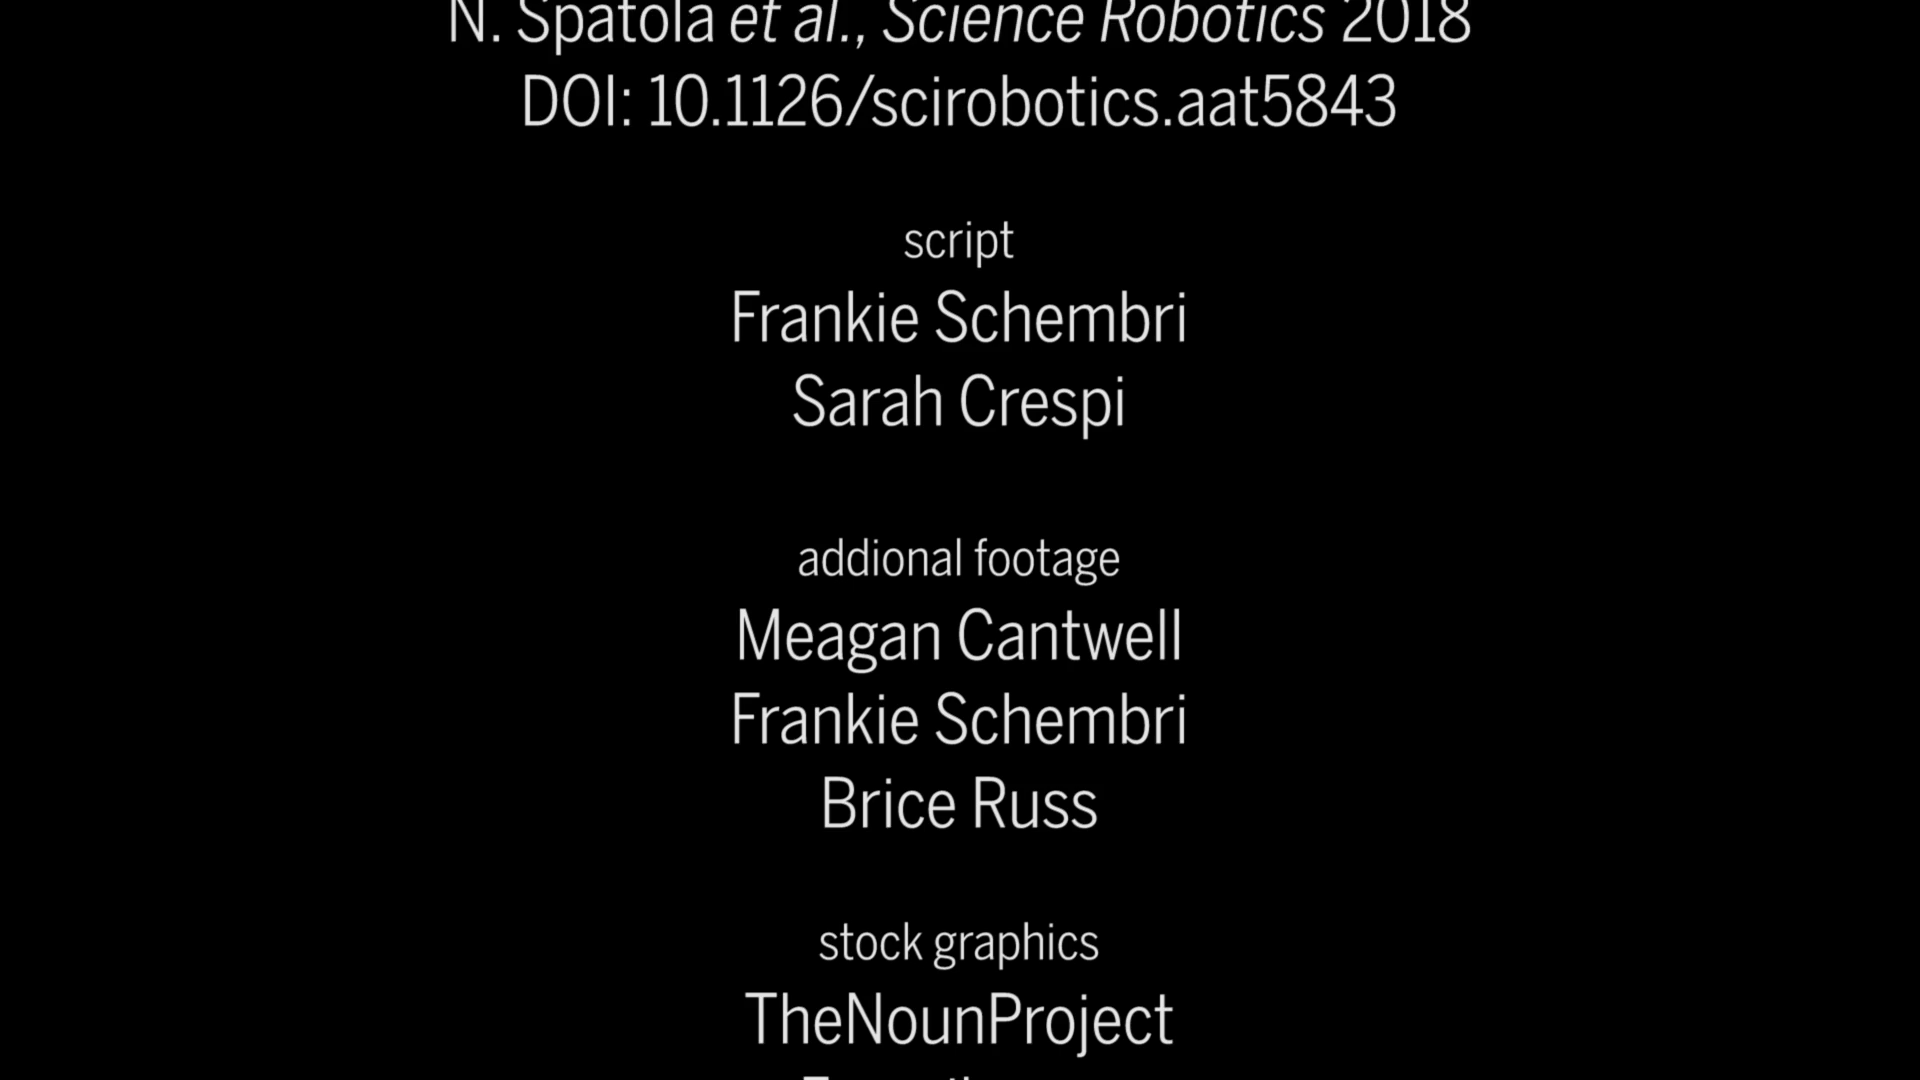 N. Spatola et al., Science Robotics 2018
DOI: 10.1126/scirobotics.aat5843
script
Frankie Schembri
Sarah Crespi
addional footage
Meagan Cantwell
Frankie Schembri
Brice Russ
stock graphics
TheNounProject